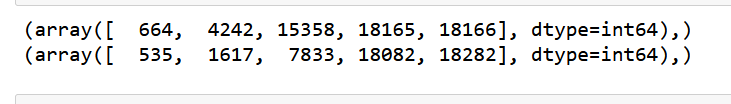 (array([  664,  4242, 15358, 18165, 18166], dtype=int64),)
(array([  535,  1617,  7833, 18082, 18282], dtype=int64),)